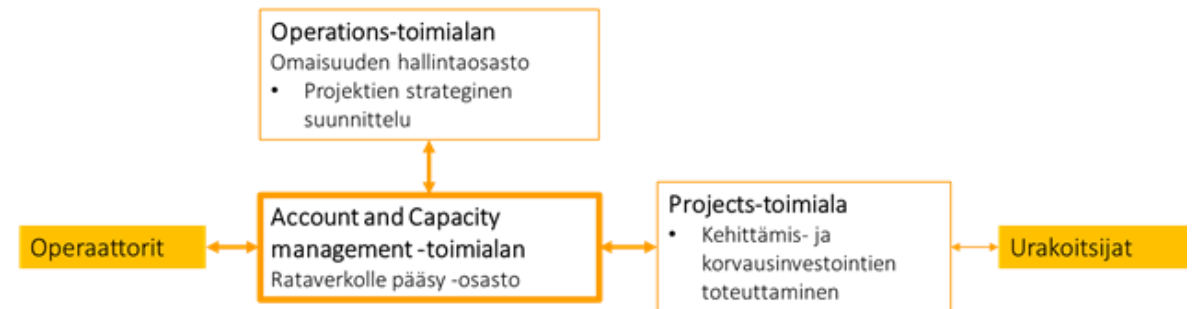 Operations-toimialan
Omaisuuden hallintaosasto
• Projektien strateginen
suunnittelu
Operaattorit
Account and Capacity
management -toimialan
Rataverkolle pääsy -osasto
Projects-toimiala
• Kehittämis- ja
korvausinvestointien
toteuttaminen
Urakoitsijat